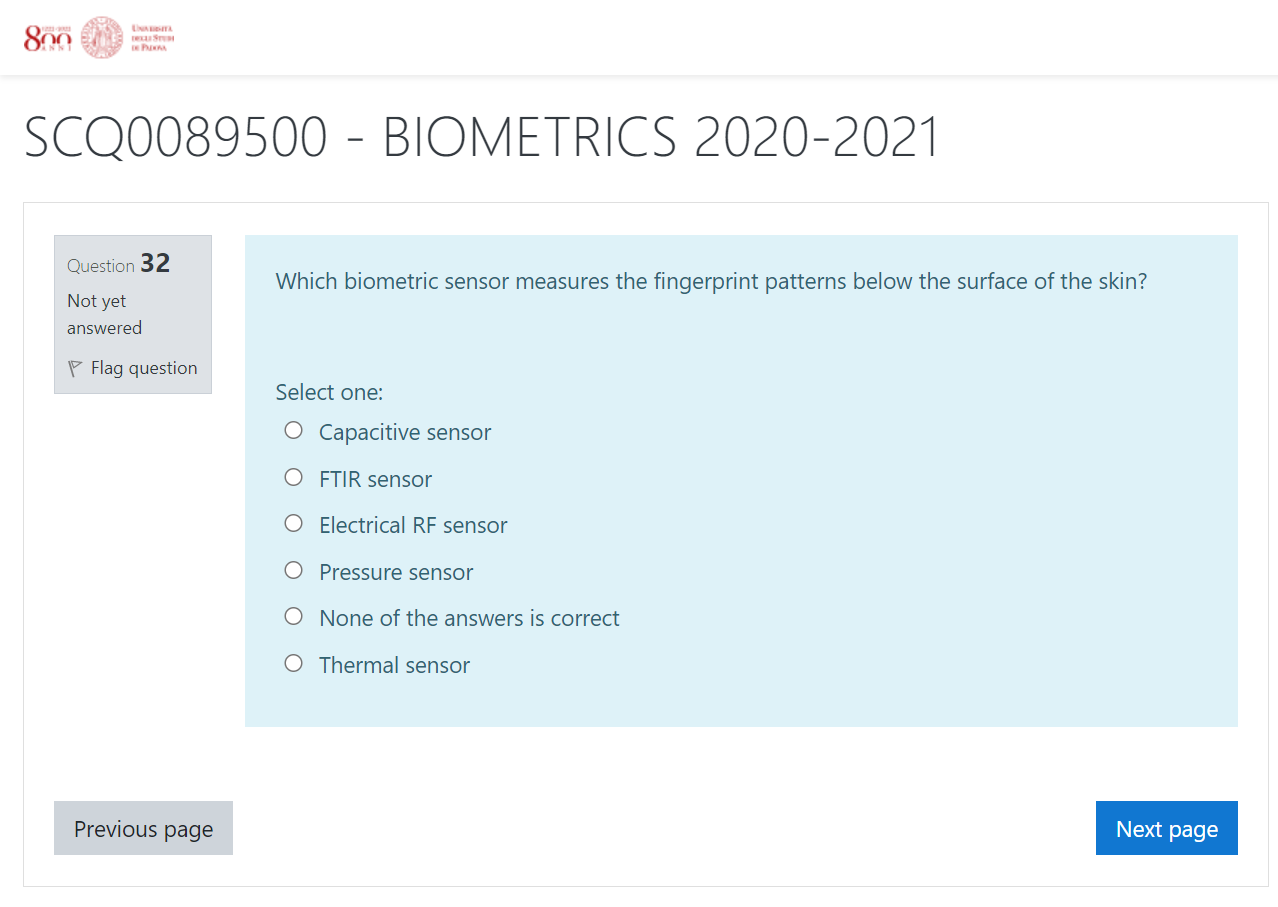 800
1222-2022
ANNI
UNIVERSITÀ
DEGLI STUDI
DI PADOVA
SCQ0089500 - BIOMETRICS 2020-2021
Question 32
Not yet
answered
Flag question
Which biometric sensor measures the fingerprint patterns below the surface of the skin?
Select one:
Capacitive sensor
FTIR sensor
Electrical RF sensor
Pressure sensor
None of the answers is correct
Thermal sensor
Previous page
Next page